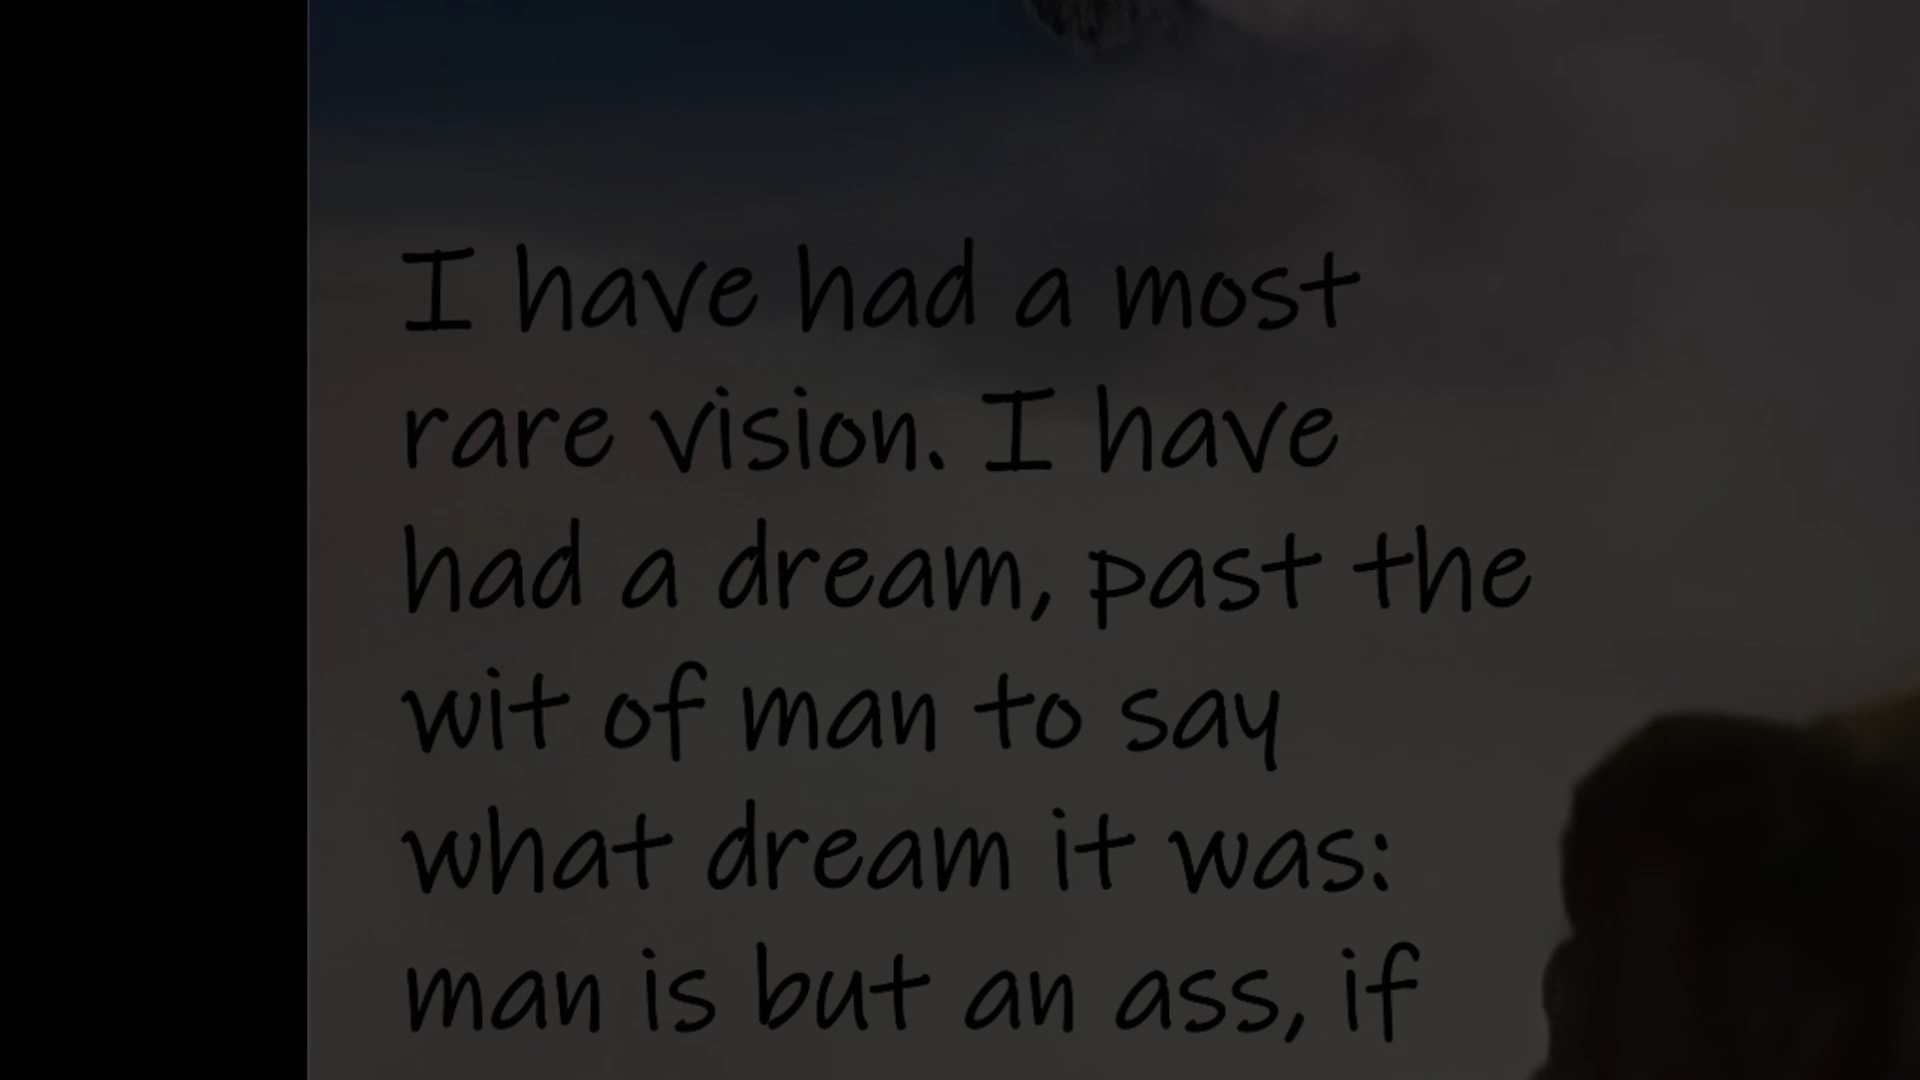 I have had a most
rare vision. I have
had a dream, past the
wit of man to say
what dream it was:
man is but an ass, if